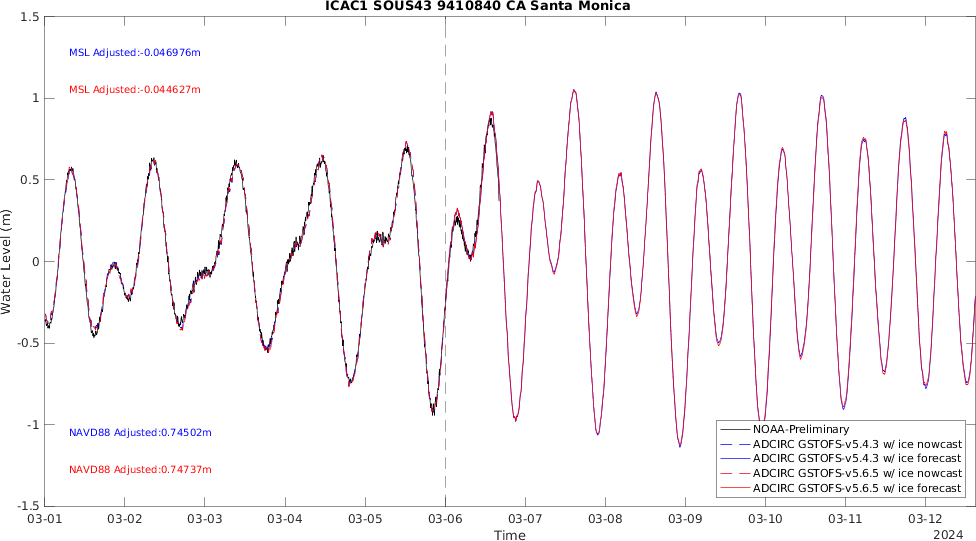 ICAC1 SOUS43 9410840 CA Santa Monica
1.5
1
0.5
0
-0.5
-1
-1.5
Water Level (m)
MSL Adjusted:-0.046976m
MSL Adjusted:-0.044627m
NAVD88 Adjusted:0.74502m
NAVD88 Adjusted:0.74737m
NOAA-Preliminary
ADCIRC GSTOFS-v5.4.3 w/ ice nowcast
ADCIRC GSTOFS-v5.4.3 w/ ice forecast
ADCIRC GSTOFS-v5.6.5 w/ ice nowcast
ADCIRC GSTOFS-v5.6.5 w/ ice forecast
03-01 03-02 03-03 03-04 03-05 03-06 03-07 03-08 03-09 03-10 03-11 03-12
Time
2024